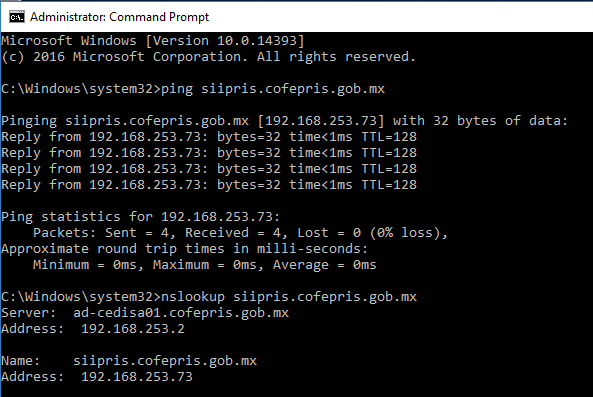 Administrator: Command Prompt
Microsoft Windows [Version 10.0.14393]
(c) 2016 Microsoft Corporation. All rights reserved.
C:\Windows\system32>ping siipris.cofepris.gob.mx
Pinging siipris.cofepris.gob.mx [192.168.253.73] with 32 bytes of data:
Reply from 192.168.253.73: bytes=32 time<1ms TTL=128
Reply from 192.168.253.73: bytes=32 time<1ms TTL=128
Reply from 192.168.253.73: bytes=32 time<1ms TTL=128
Reply from 192.168.253.73: bytes=32 time<1ms TTL=128
Ping statistics for 192.168.253.73:
    Packets: Sent = 4, Received = 4, Lost = 0 (0% loss),
Approximate round trip times in milli-seconds:
    Minimum = 0ms, Maximum = 0ms, Average = 0ms
C:\Windows\system32>nslookup siipris.cofepris.gob.mx
Server:  ad-cedisa01.cofepris.gob.mx
Address:  192.168.253.2
Name:    siipris.cofepris.gob.mx
Address:  192.168.253.73